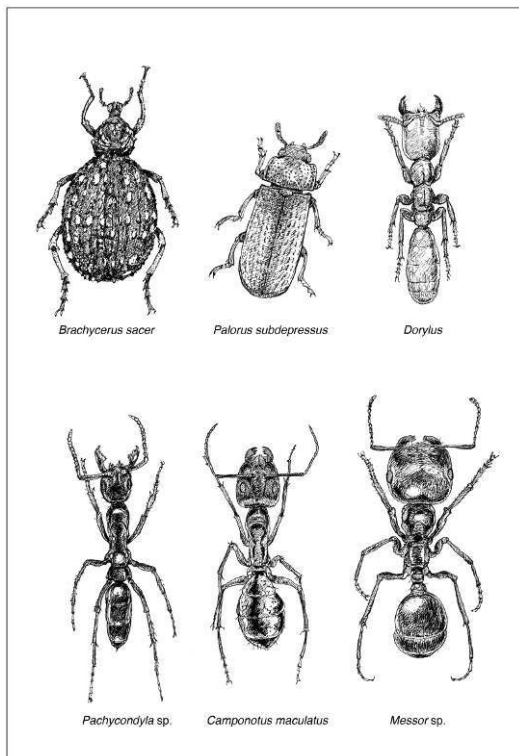 Brachycerus sacer
Palorus subdepressus
Dorylus
Pachycondyla sp.
Camponotus maculatus
Messor sp.